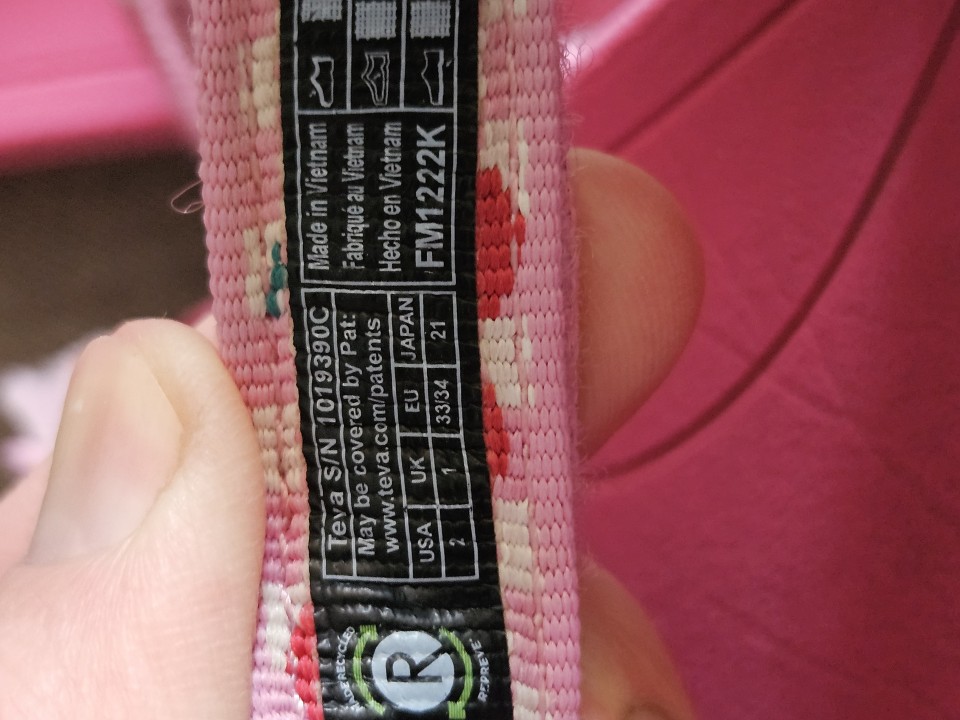 Teva S/N 1019390C
May be covered by Pat:
www.teva.com/patents
USA UK EU JAPAN
2 1 33/34 21
Made in Vietnam
Fabriqué au Vietnam
Hecho en Vietnam
FM1222K
R
REPREVE